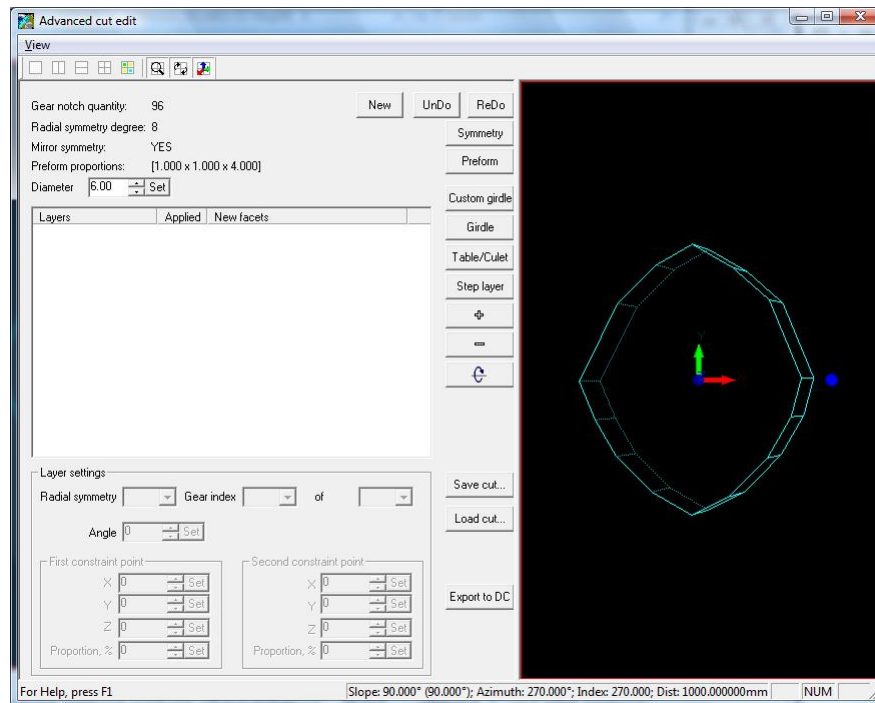 Advanced cut edit
View
Gear notch quantity: 96
New UnDo ReDo
Radial symmetry degree: 8
Symmetry
Mirror symmetry: YES
Preform proportions: [1.000 x 1.000 x 4.000]
Preform
Diameter 6.00 Set
Custom girdle
Layers Applied New facets
Girdle
Table/Culet
Step layer
Layer settings
Radial symmetry Gear index of
Save cut...
Load cut...
Angle 0 Set
First constraint point Second constraint point
X 0 Set X 0 Set
Y 0 Set Y 0 Set
Export to DC
Z 0 Set Z 0 Set
Proportion, % 0 Set Proportion, % 0 Set
Y
For Help, press F1 Slope: 90.000° (90.000°); Azimuth: 270.000°; Index: 270.000; Dist: 1000.000000mm NUM